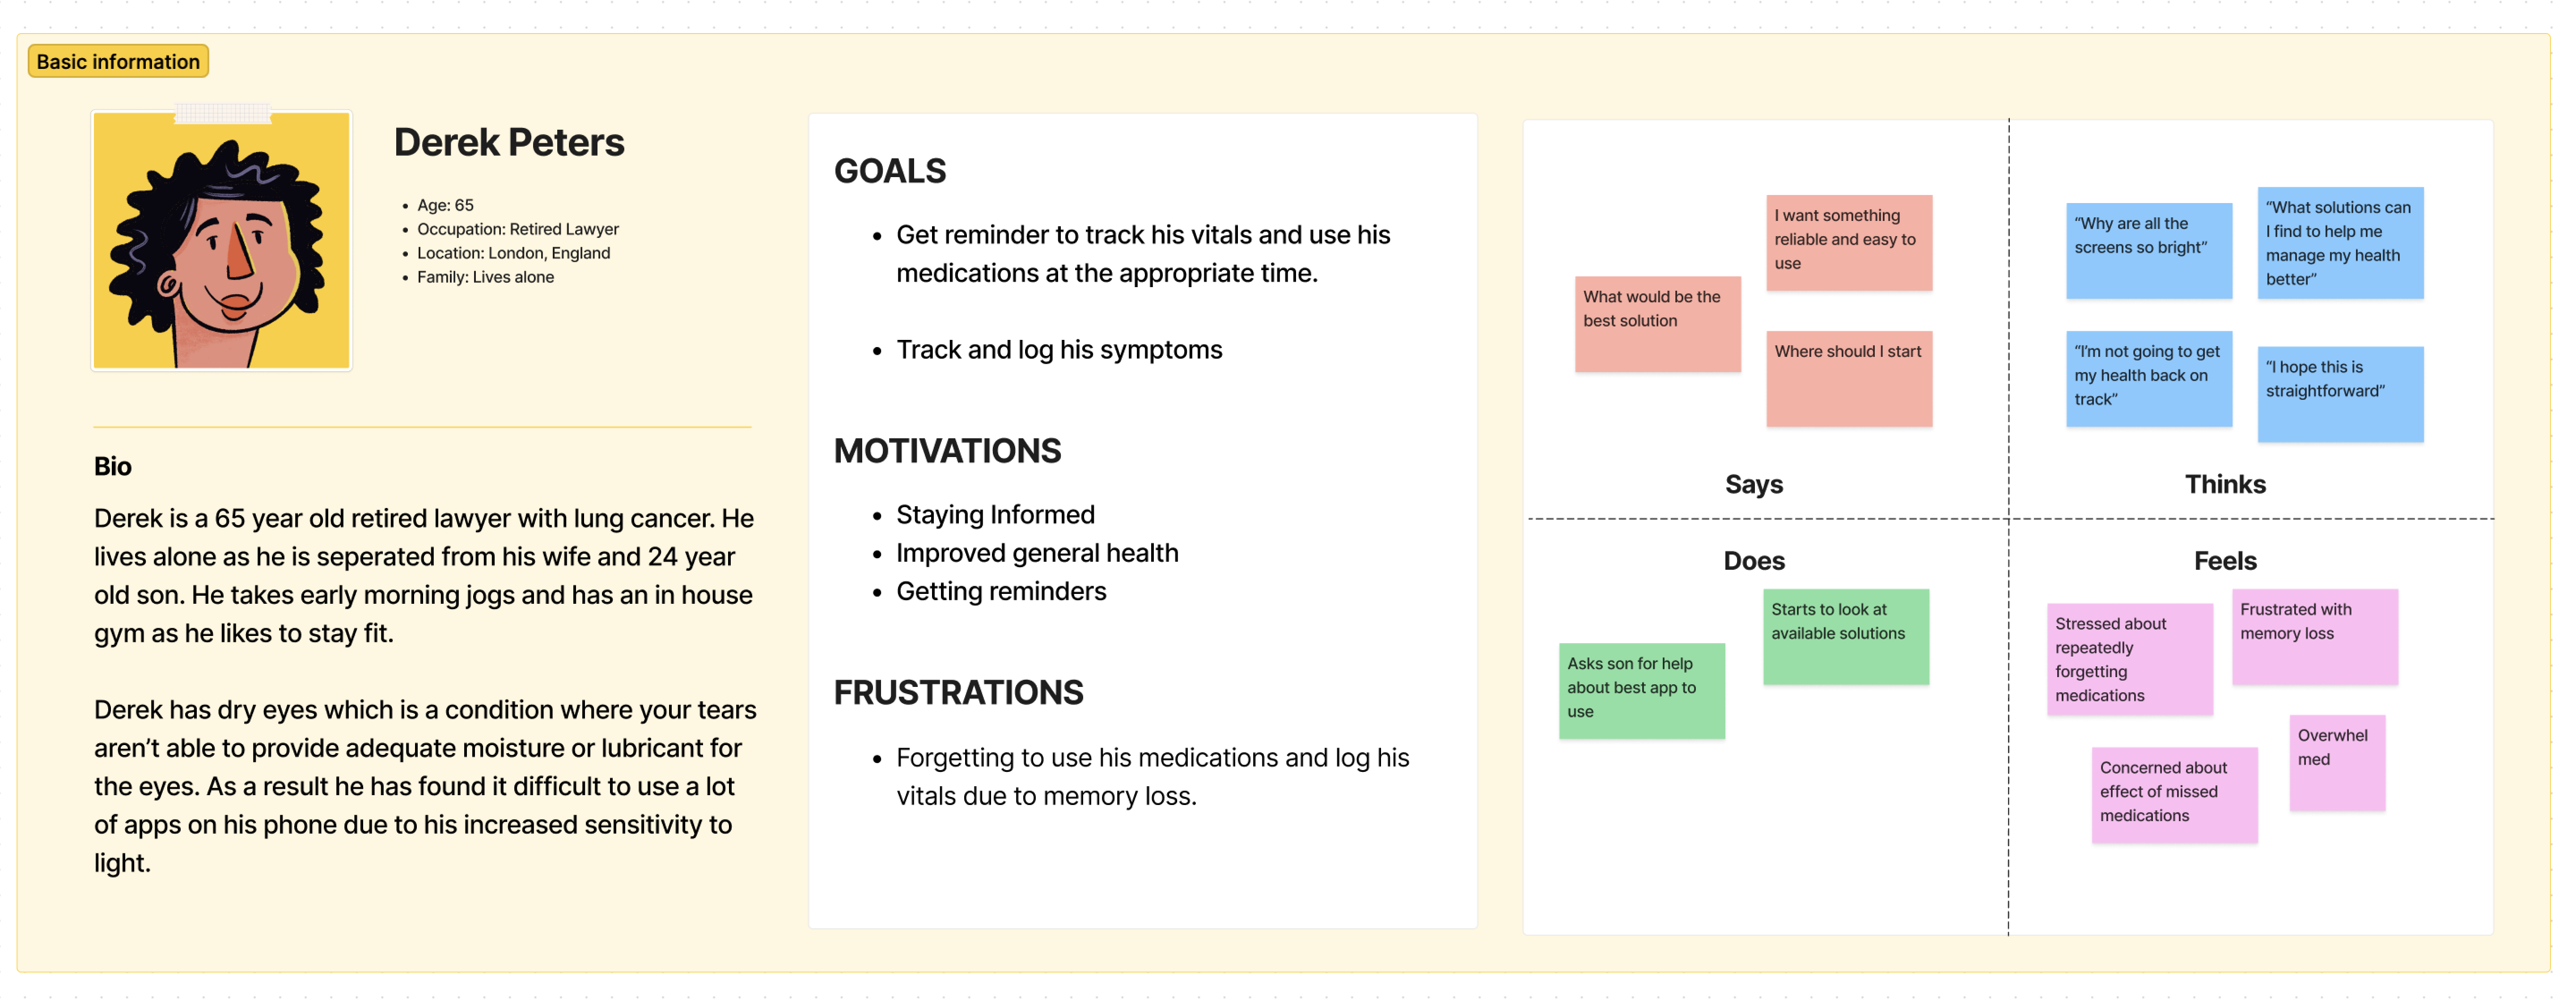 Basic information
Derek Peters
• Age: 65
• Occupation: Retired Lawyer
• Location: London, England
• Family: Lives alone
Bio
Derek is a 65 year old retired lawyer with lung cancer. He
lives alone as he is seperated from his wife and 24 year
old son. He takes early morning jogs and has an in house
gym as he likes to stay fit.
Derek has dry eyes which is a condition where your tears
aren’t able to provide adequate moisture or lubricant for
the eyes. As a result he has found it difficult to use a lot
of apps on his phone due to his increased sensitivity to
light.
GOALS
• Get reminder to track his vitals and use his
medications at the appropriate time.
• Track and log his symptoms
MOTIVATIONS
• Staying Informed
• Improved general health
• Getting reminders
FRUSTRATIONS
• Forgetting to use his medications and log his
vitals due to memory loss.
I want something
reliable and easy to
use
What would be the
best solution
Where should I start
Says
“Why are all the
screens so bright”
“What solutions can
I find to help me
manage my health
better”
“I’m not going to get
my health back on
track”
“I hope this is
straightforward”
Thinks
Does
Starts to look at
available solutions
Asks son for help
about best app to
use
Feels
Stressed about
repeatedly
forgetting
medications
Frustrated with
memory loss
Overwhel
med
Concerned about
effect of missed
medications